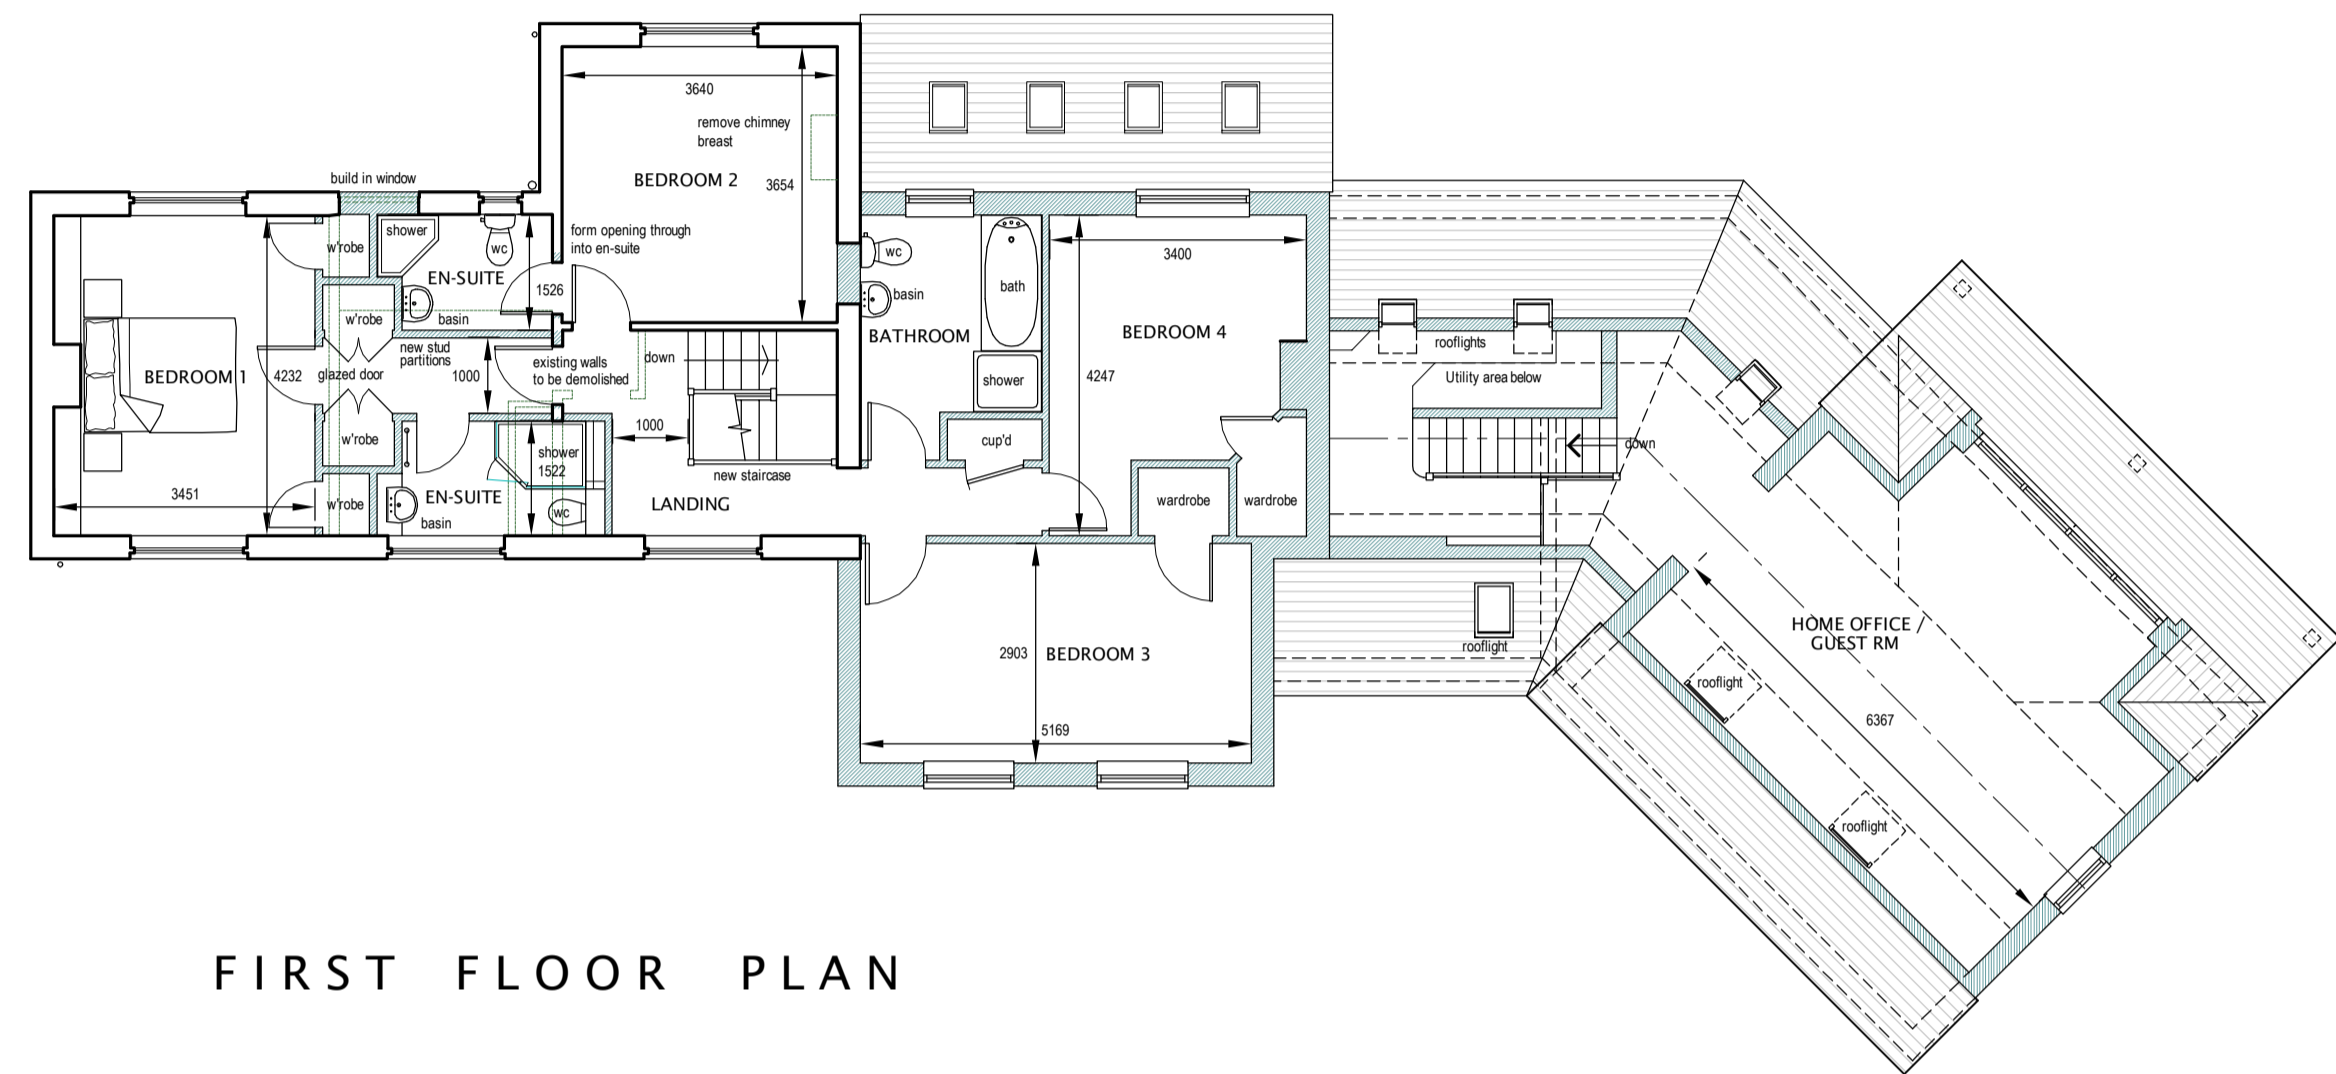 3640
remove chimney
breast
BEDROOM 2
3654
build in window
form opening through
into en-suite
w'robe
shower
wc
EN-SUITE
1526
basin
w'robe
new stud
partitions
glazed door
BEDROOM 1
4232
1000
existing walls
to be demolished
down
w'robe
1000
shower
1522
new staircase
3451
w'robe
EN-SUITE
basin
wc
LANDING
wc
basin
bath
BATHROOM
shower
cup'd
3400
BEDROOM 4
4247
wardrobe
wardrobe
2903
BEDROOM 3
5169
rooflights
Utility area below
down
rooflight
HOME OFFICE /
GUEST RM
rooflight
6367
rooflight
FIRST FLOOR PLAN